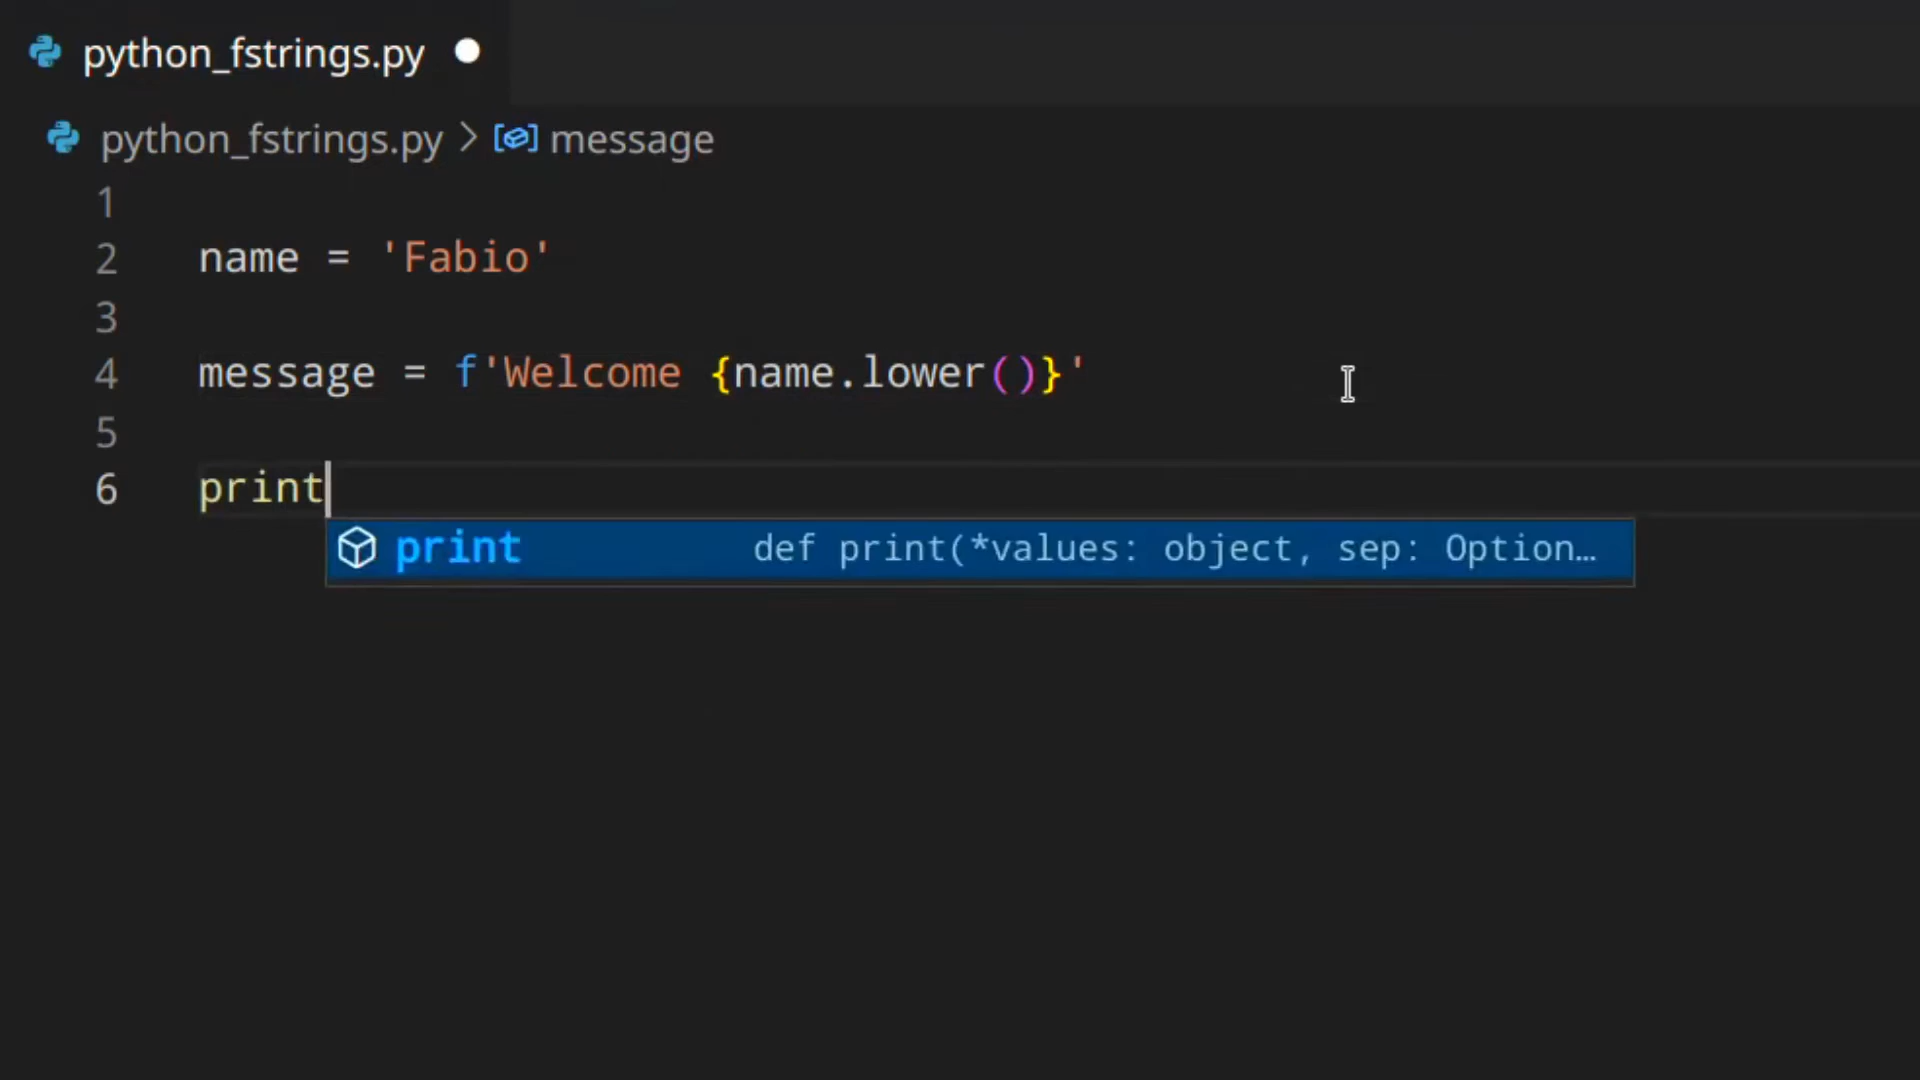 python_fstrings.py
python_fstrings.py > message
1
2 name = 'Fabio'
3
4 message = f'Welcome {name.lower()}'
5
6 print
print def print(*values: object, sep: Option…